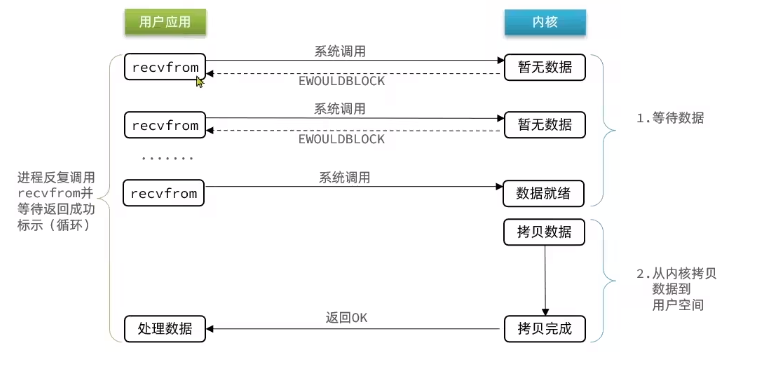 用户应用
内核
系统调用
recvfrom
暂无数据
EWOULDBLOCK
系统调用
recvfrom
暂无数据
EWOULDBLOCK
1.等待数据
·······
进程反复调用
recvfrom并
等待返回成功
标示（循环）
系统调用
recvfrom
数据就绪
拷贝数据
2.从内核拷贝
数据到
用户空间
返回OK
处理数据
拷贝完成